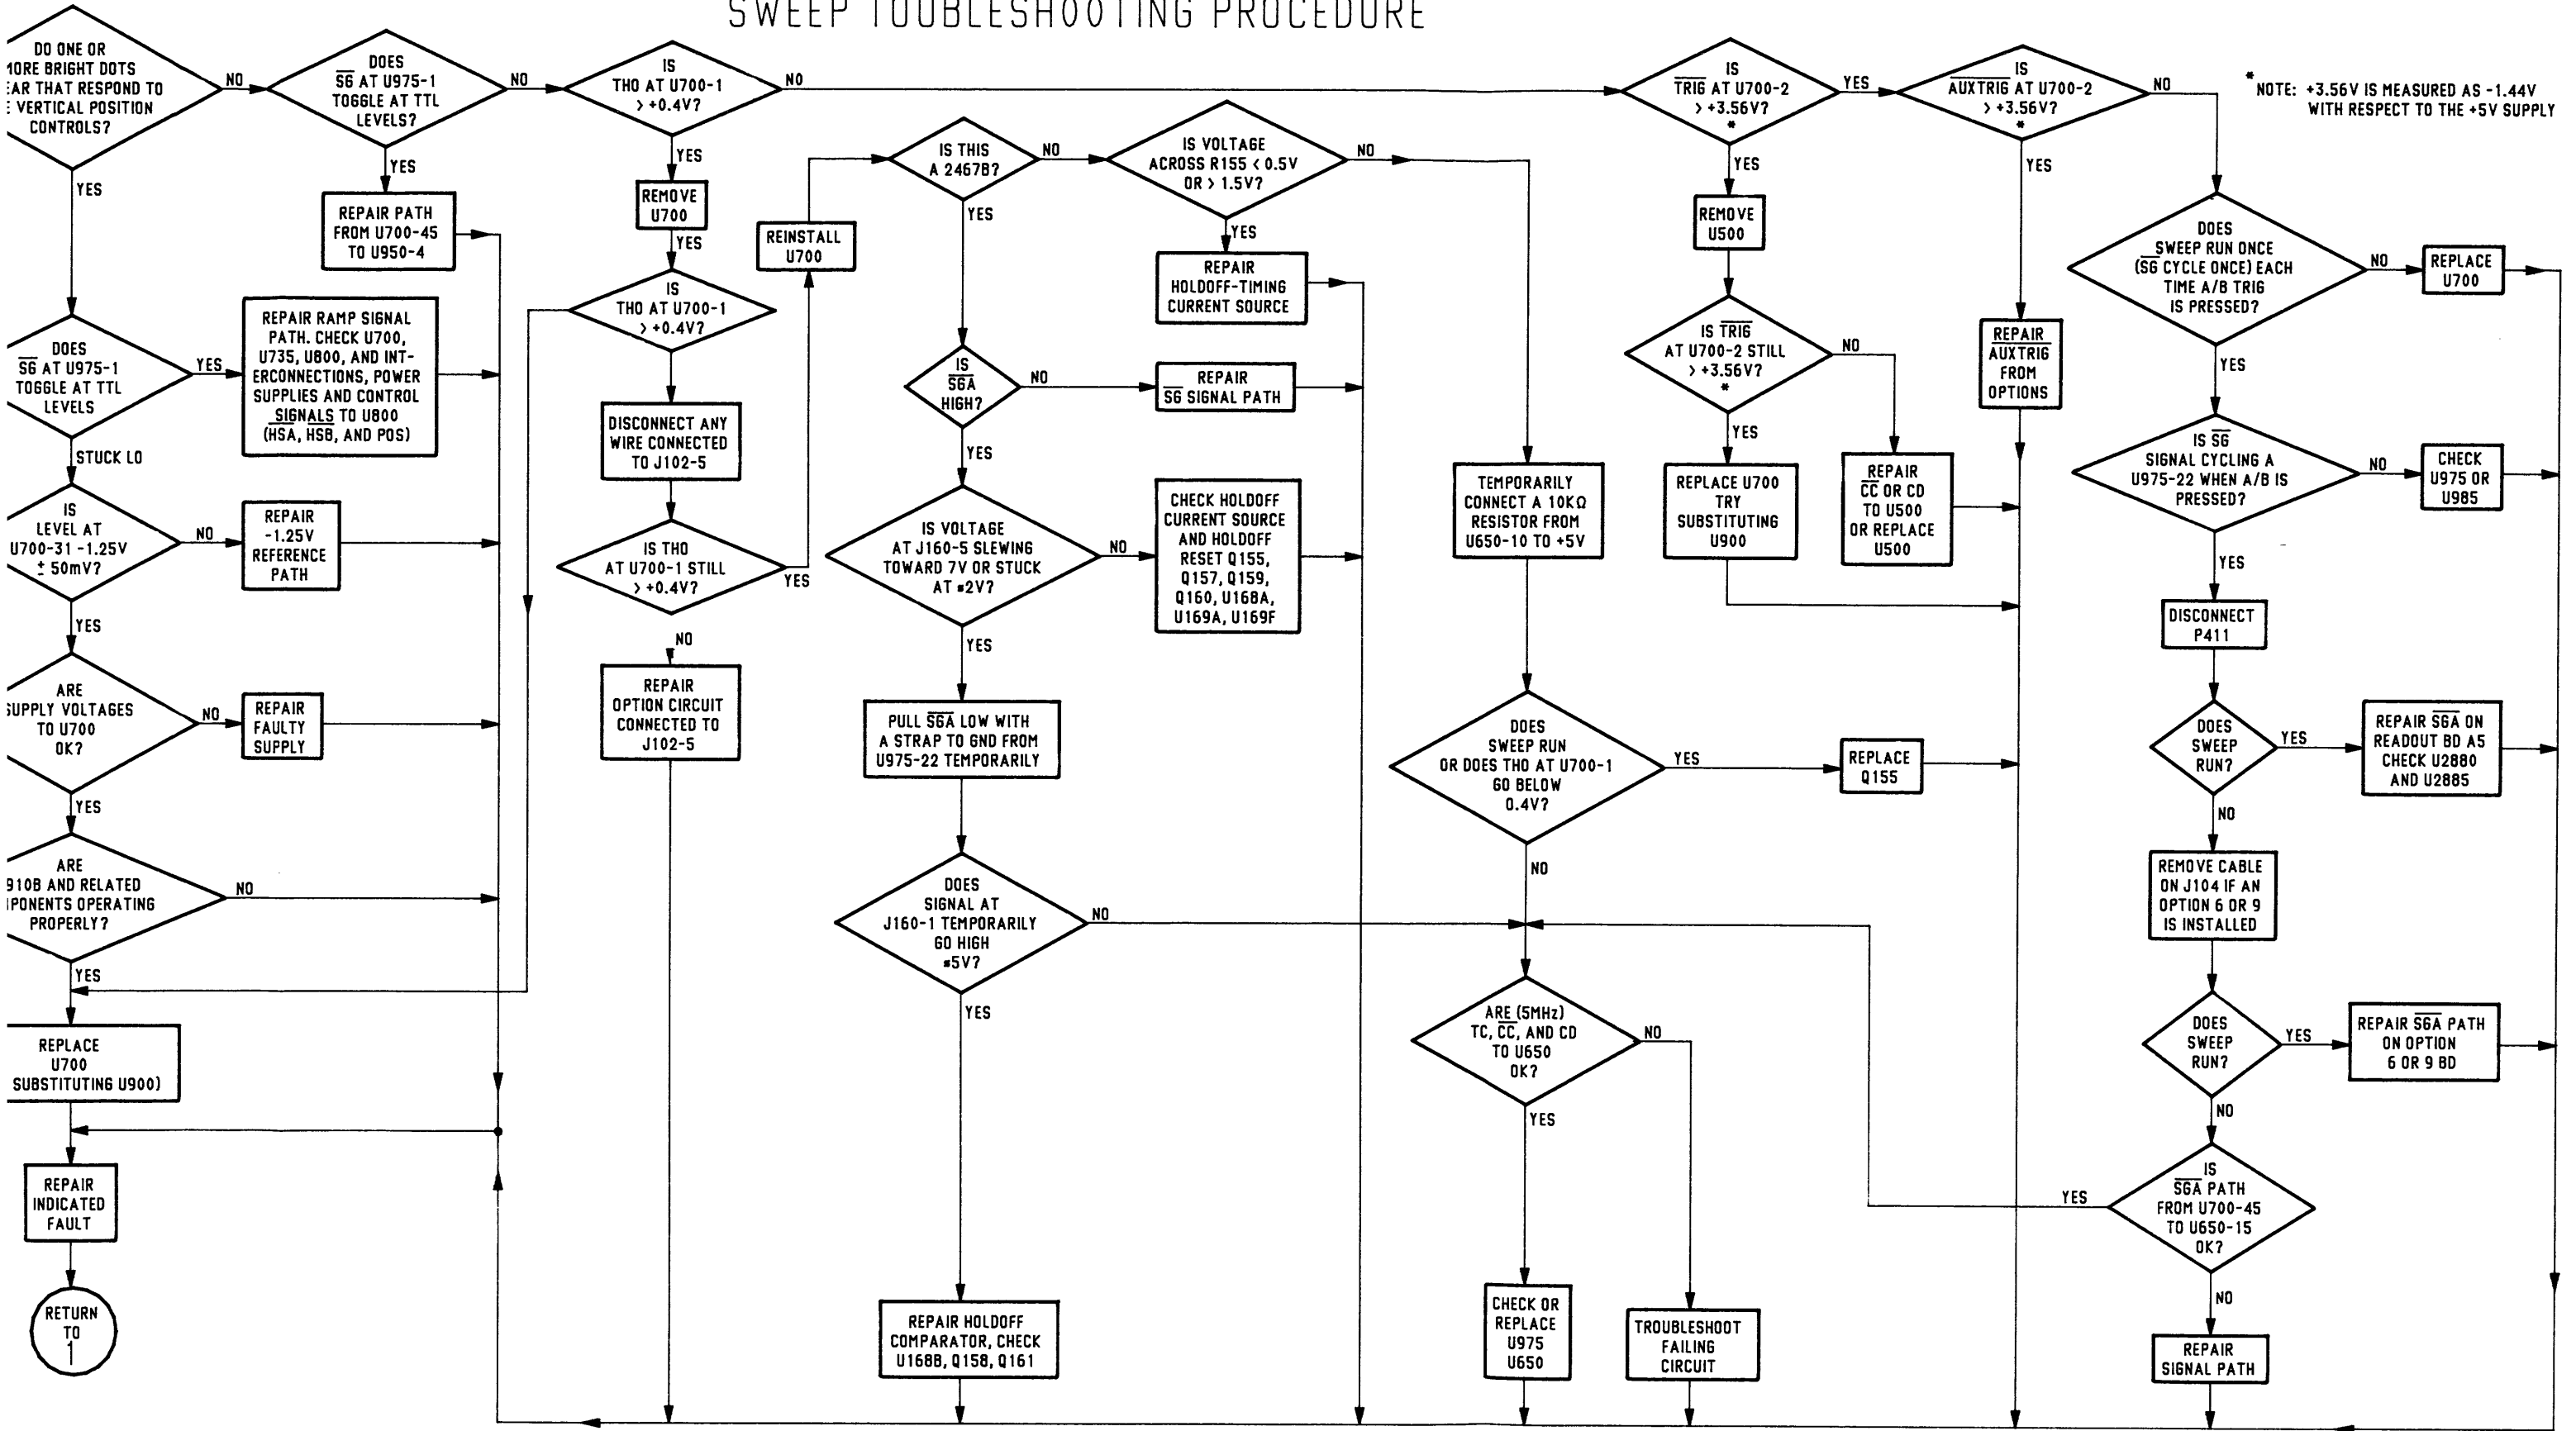 SWEEP TOUBLESHOOTING PROCEDURE
DO ONE OR
BRIGHT DOTS
THAT RESPOND TO
VERTICAL POSITION
CONTROLS?
NO
YES
DOES
S̅G̅ AT U975-1
TOGGLE AT TTL
LEVELS?
NO
YES
REPAIR PATH
FROM U700-45
TO U950-4
DOES
S̅G̅ AT U975-1
TOGGLE AT TTL
LEVELS
YES
STUCK LO
REPAIR RAMP SIGNAL
PATH. CHECK U700,
U735, U800, AND INT-
ERCONNECTIONS, POWER
SUPPLIES AND CONTROL
SIGNALS TO U800
(H̅S̅A̅, H̅S̅B̅, AND POS)
IS
LEVEL AT
U700-31 -1.25V
± 50mV?
NO
YES
REPAIR
-1.25V
REFERENCE
PATH
ARE
SUPPLY VOLTAGES
TO U700
OK?
NO
YES
REPAIR
FAULTY
SUPPLY
ARE
910B AND RELATED
PONENTS OPERATING
PROPERLY?
NO
YES
REPLACE
U700
SUBSTITUTING U900)
REPAIR
INDICATED
FAULT
RETURN
TO
1
IS
THO AT U700-1
> +0.4V?
NO
YES
REMOVE
U700
YES
IS
THO AT U700-1
> +0.4V?
DISCONNECT ANY
WIRE CONNECTED
TO J102-5
IS THO
AT U700-1 STILL
> +0.4V?
YES
NO
REPAIR
OPTION CIRCUIT
CONNECTED TO
J102-5
REINSTALL
U700
IS THIS
A 2467B?
NO
YES
IS VOLTAGE
ACROSS R155 < 0.5V
OR > 1.5V?
NO
YES
REPAIR
HOLDOFF-TIMING
CURRENT SOURCE
IS
S̅G̅A̅
HIGH?
NO
YES
REPAIR
S̅G̅ SIGNAL PATH
IS VOLTAGE
AT J160-5 SLEWING
TOWARD 7V OR STUCK
AT ≈2V?
NO
YES
CHECK HOLDOFF
CURRENT SOURCE
AND HOLDOFF
RESET Q155,
Q157, Q159,
Q160, U168A,
U169A, U169F
PULL S̅G̅A̅ LOW WITH
A STRAP TO GND FROM
U975-22 TEMPORARILY
DOES
SIGNAL AT
J160-1 TEMPORARILY
GO HIGH
≈5V?
NO
YES
REPAIR HOLDOFF
COMPARATOR, CHECK
U168B, Q158, Q161
TEMPORARILY
CONNECT A 10KΩ
RESISTOR FROM
U650-10 TO +5V
DOES
SWEEP RUN
OR DOES THO AT U700-1
GO BELOW
0.4V?
YES
NO
REPLACE
Q155
ARE (5MHz)
TC, C̅C̅, AND CD
TO U650
OK?
NO
YES
CHECK OR
REPLACE
U975
U650
TROUBLESHOOT
FAILING
CIRCUIT
IS
T̅R̅I̅G̅ AT U700-2
> +3.56V?
*
YES
YES
REMOVE
U500
IS T̅R̅I̅G̅
AT U700-2 STILL
> +3.56V?
*
NO
YES
REPLACE U700
TRY
SUBSTITUTING
U900
REPAIR
C̅C̅ OR CD
TO U500
OR REPLACE
U500
IS
A̅U̅X̅T̅R̅I̅G̅ AT U700-2
> +3.56V?
*
NO
YES
REPAIR
A̅U̅X̅T̅R̅I̅G̅
FROM
OPTIONS
*
NOTE: +3.56V IS MEASURED AS -1.44V
WITH RESPECT TO THE +5V SUPPLY
DOES
SWEEP RUN ONCE
(S̅G̅ CYCLE ONCE) EACH
TIME A/B TRIG
IS PRESSED?
NO
YES
REPLACE
U700
IS S̅G̅
SIGNAL CYCLING A
U975-22 WHEN A/B IS
PRESSED?
NO
YES
CHECK
U975 OR
U985
DISCONNECT
P411
DOES
SWEEP
RUN?
YES
NO
REPAIR S̅G̅A̅ ON
READOUT BD A5
CHECK U2880
AND U2885
REMOVE CABLE
ON J104 IF AN
OPTION 6 OR 9
IS INSTALLED
DOES
SWEEP
RUN?
YES
NO
REPAIR S̅G̅A̅ PATH
ON OPTION
6 OR 9 BD
IS
S̅G̅A̅ PATH
FROM U700-45
TO U650-15
OK?
YES
NO
REPAIR
SIGNAL PATH